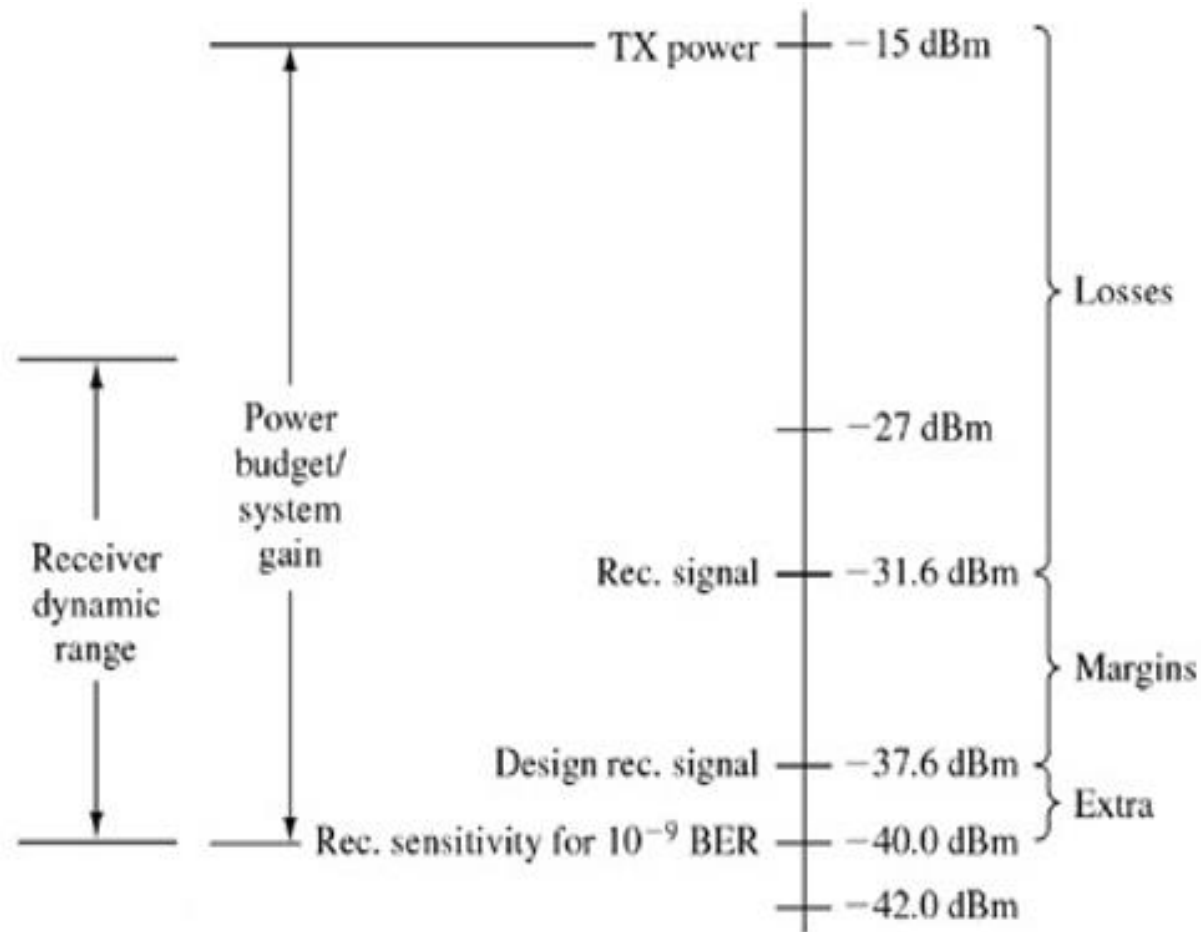 TX power
−15 dBm
Losses
Power
budget/
system
gain
−27 dBm
Receiver
dynamic
range
Rec. signal
−31.6 dBm
Margins
Design rec. signal
−37.6 dBm
Extra
Rec. sensitivity for 10⁻⁹ BER
−40.0 dBm
−42.0 dBm